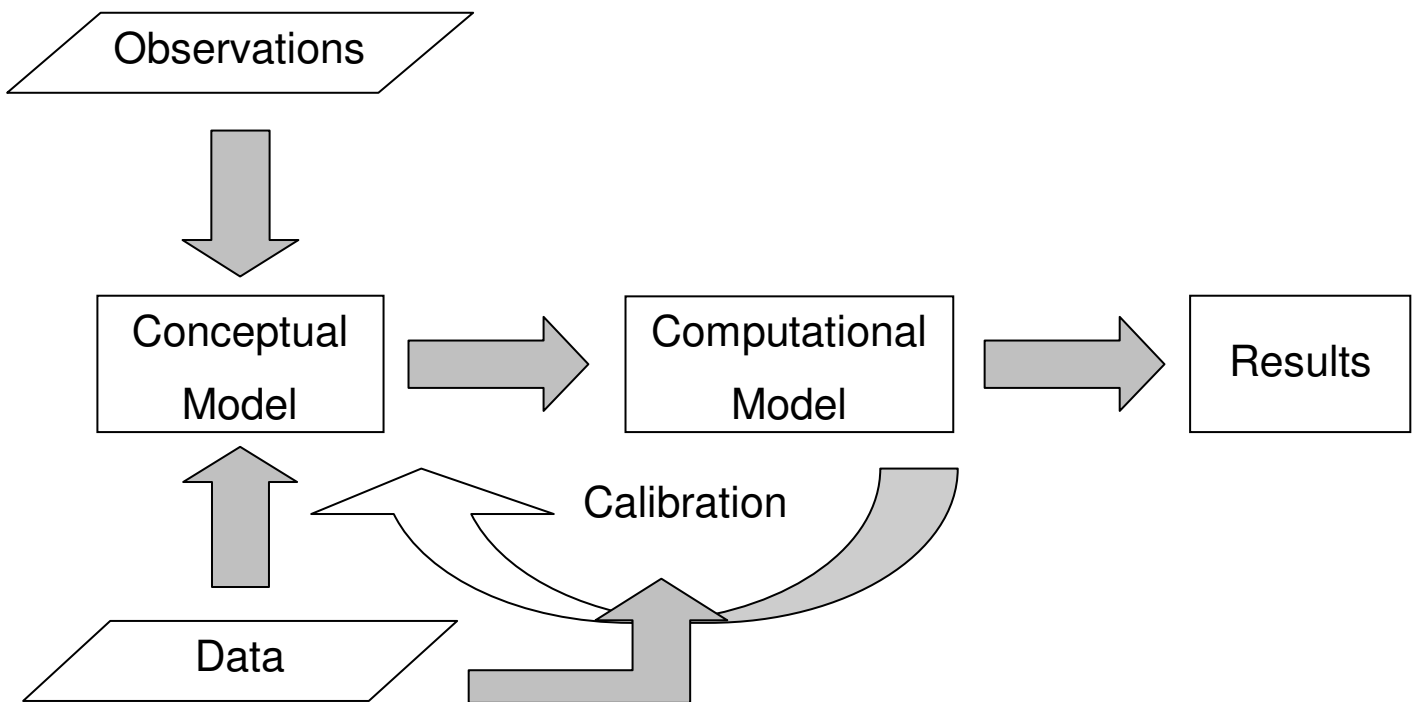 Observations
Conceptual
Model
Computational
Model
Results
Calibration
Data